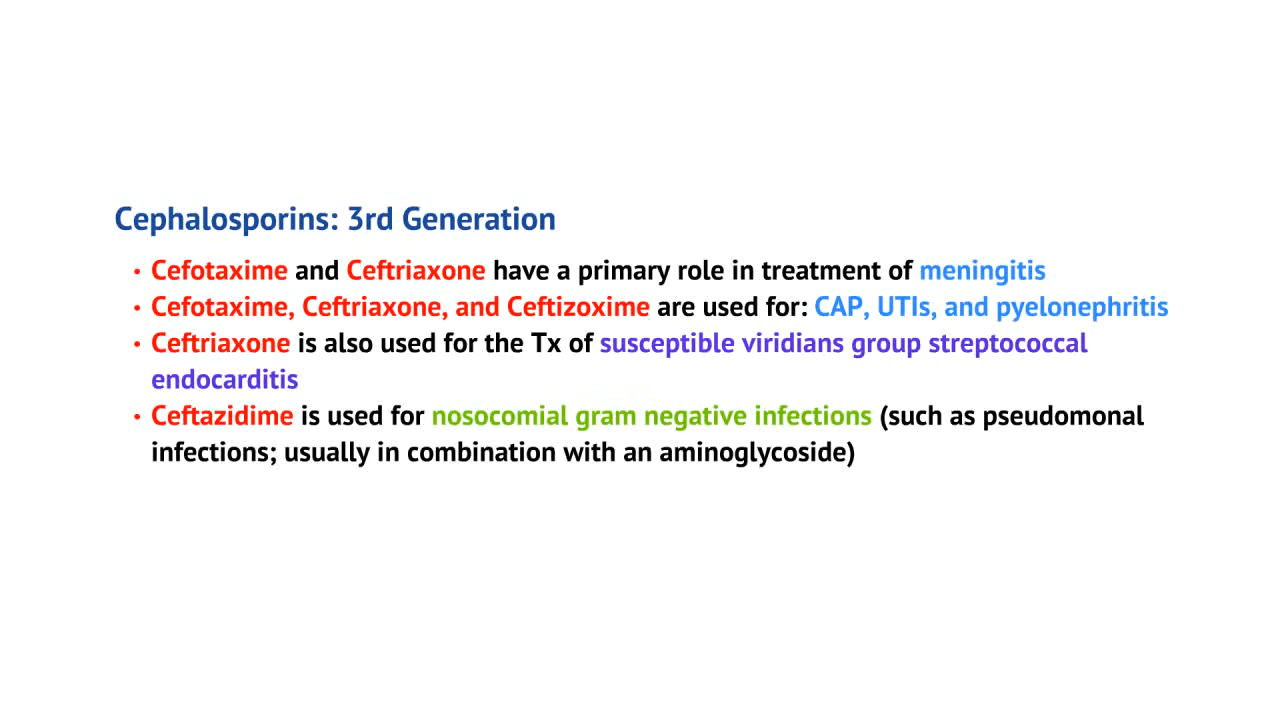 Cephalosporins: 3rd Generation
• Cefotaxime and Ceftriaxone have a primary role in treatment of meningitis
• Cefotaxime, Ceftriaxone, and Ceftizoxime are used for: CAP, UTIs, and pyelonephritis
• Ceftriaxone is also used for the Tx of susceptible viridians group streptococcal
endocarditis
• Ceftazidime is used for nosocomial gram negative infections (such as pseudomonal
infections; usually in combination with an aminoglycoside)